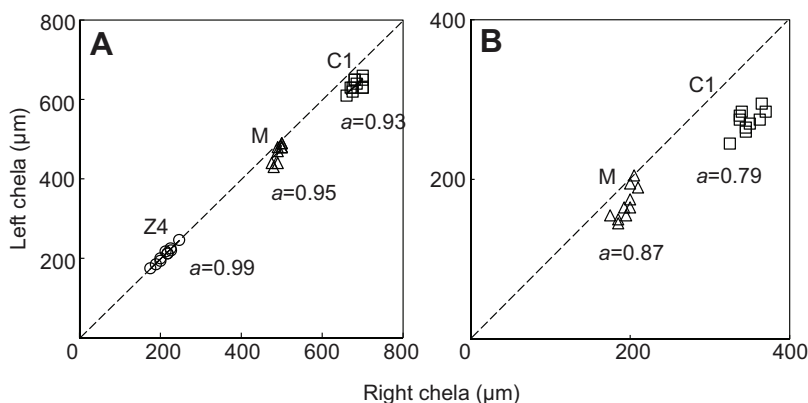 800
A
C1
600
a=0.93
M
400
a=0.95
Z4
200
a=0.99
0
200
400
600
800
Left chela (µm)
400
B
C1
200
M
a=0.79
a=0.87
0
200
400
Right chela (µm)